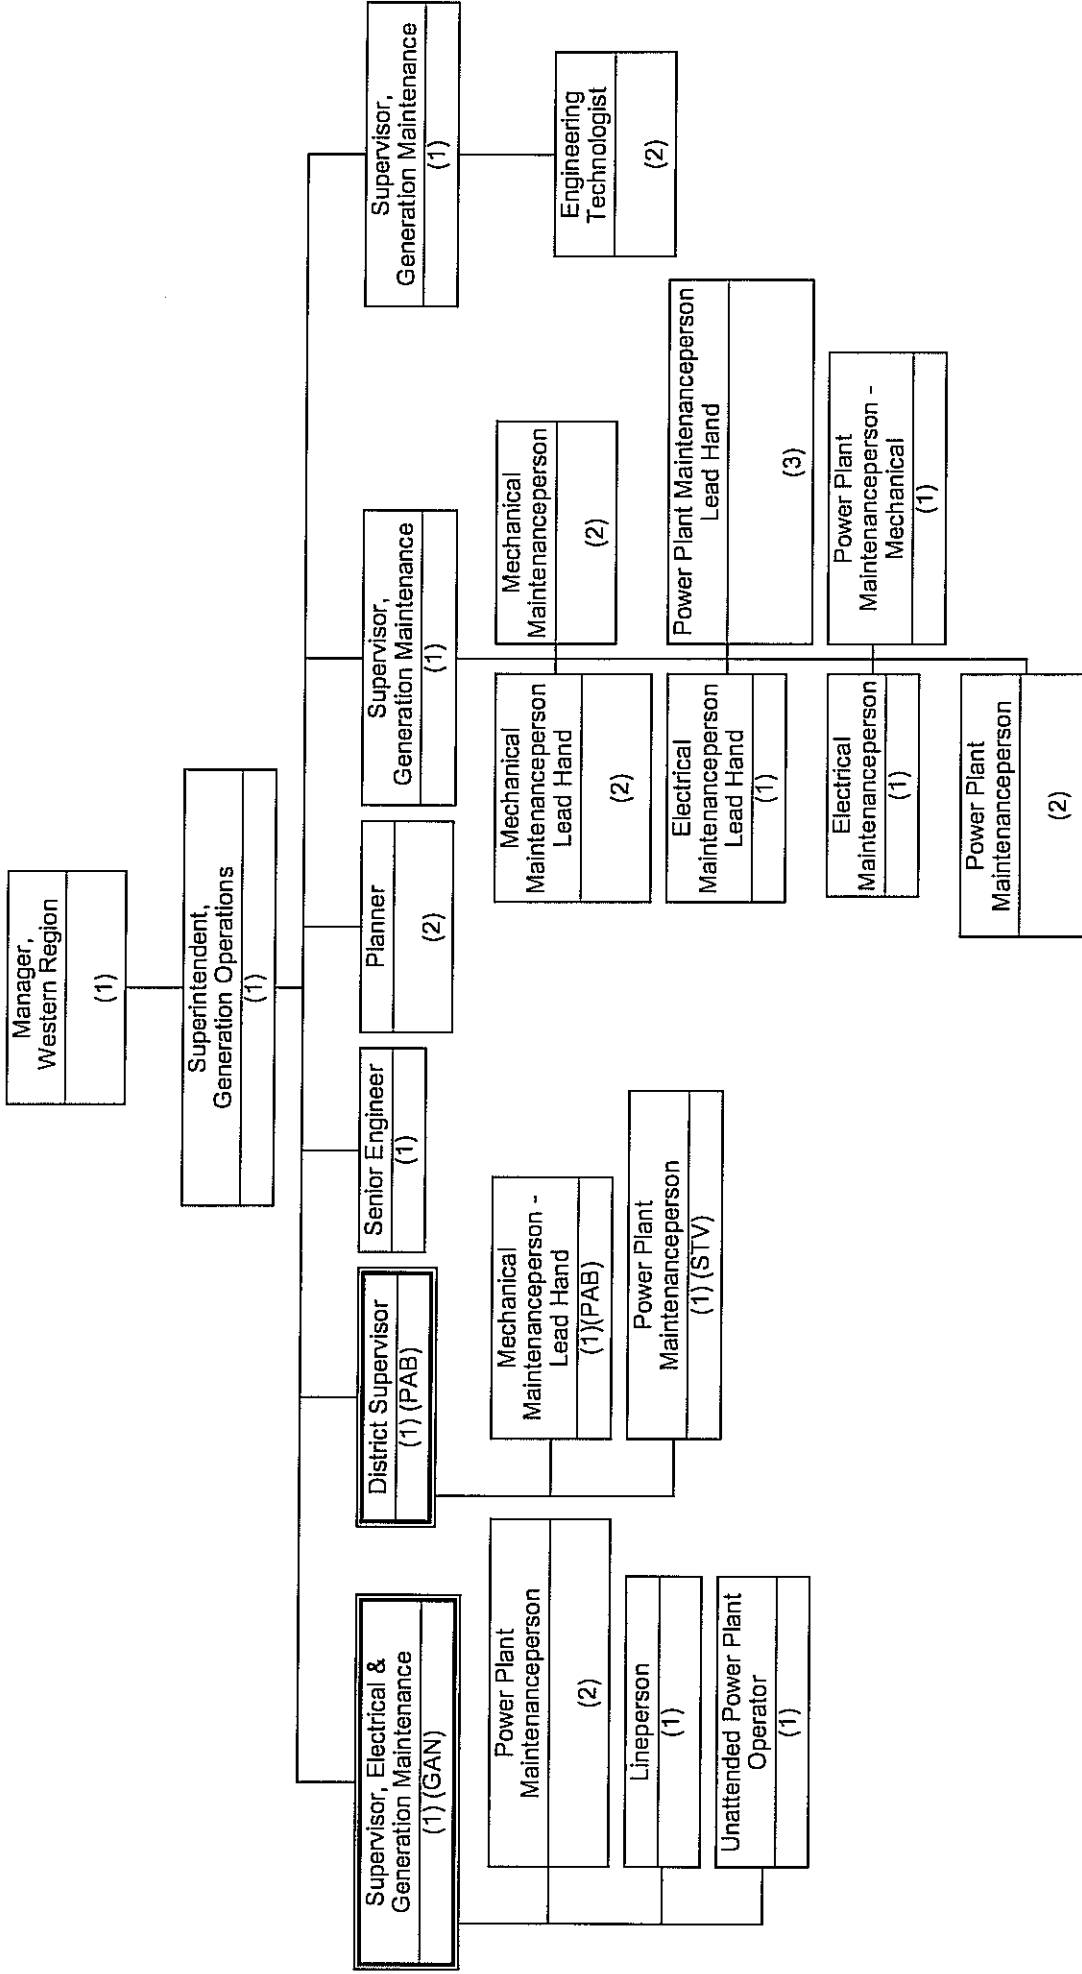 Manager,
Western Region
(1)
Superintendent,
Generation Operations
(1)
Supervisor, Electrical &
Generation Maintenance
(1) (GAN)
Power Plant
Maintenanceperson
(2)
Lineperson
(1)
Unattended Power Plant
Operator
(1)
District Supervisor
(1) (PAB)
Mechanical
Maintenanceperson -
Lead Hand
(1)(PAB)
Power Plant
Maintenanceperson
(1) (STV)
Senior Engineer
(1)
Planner
(2)
Supervisor,
Generation Maintenance
(1)
Mechanical
Maintenanceperson
Lead Hand
(2)
Mechanical
Maintenanceperson
(2)
Electrical
Maintenanceperson
Lead Hand
(1)
Power Plant Maintenanceperson
Lead Hand
(3)
Electrical
Maintenanceperson
(1)
Power Plant
Maintenanceperson -
Mechanical
(1)
Power Plant
Maintenanceperson
(2)
Supervisor,
Generation Maintenance
(1)
Engineering
Technologist
(2)